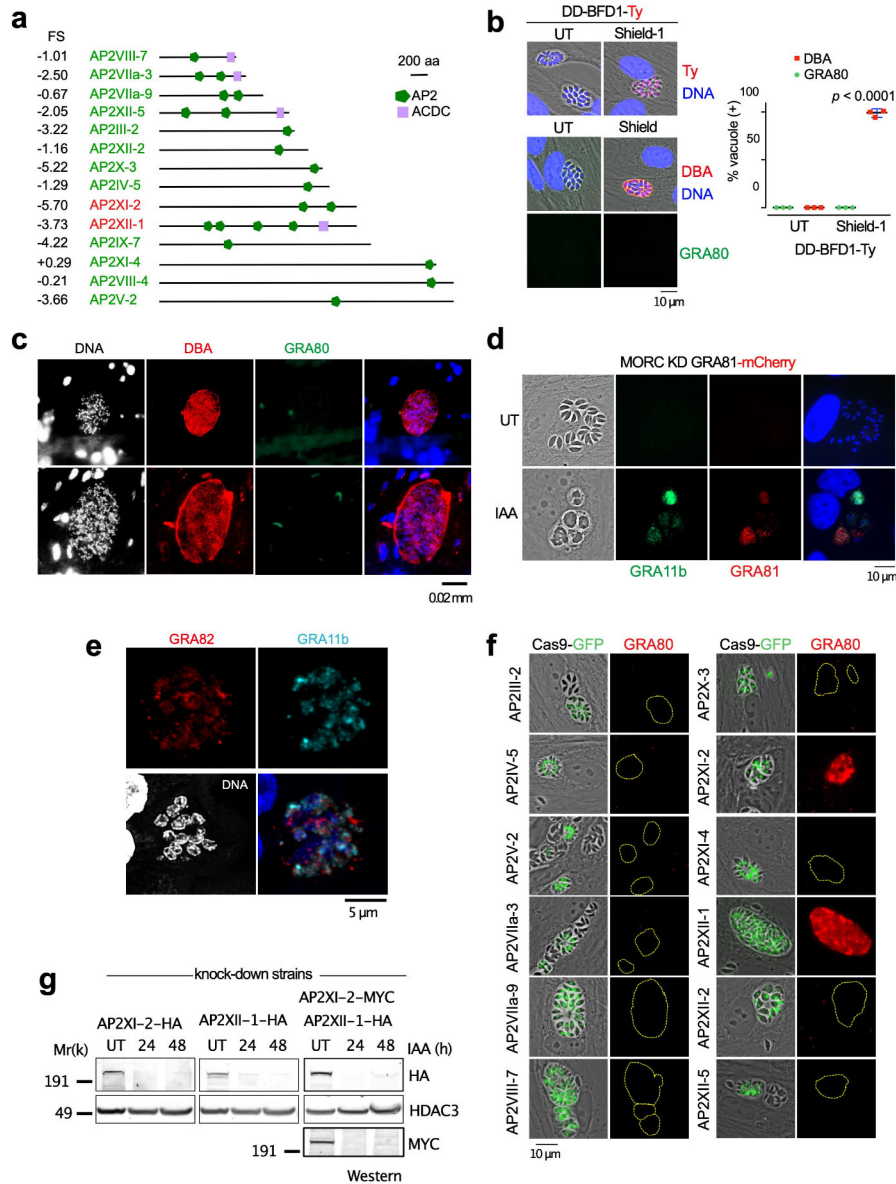 a
FS
-1.01 AP2VIII-7
-2.50 AP2VIIa-3
-0.67 AP2VIIa-9
-2.05 AP2XII-5
-3.22 AP2III-2
-1.16 AP2XII-2
-5.22 AP2X-3
-1.29 AP2IV-5
-5.70 AP2XI-2
-3.73 AP2XII-1
-4.22 AP2IX-7
+0.29 AP2XI-4
-0.21 AP2VIII-4
-3.66 AP2V-2
200 aa
AP2
ACDC
b
DD-BFD1-Ty
UT Shield-1
Ty
DNA
UT Shield
DBA
DNA
GRA80
10 µm
DBA
GRA80
p < 0.0001
% vacuole (+)
100
50
0
UT Shield-1
DD-BFD1-Ty
c
DNA DBA GRA80
0.02 mm
d
MORC KD GRA81-mCherry
UT
IAA
GRA11b GRA81
10 µm
e
GRA82 GRA11b
DNA
5 µm
f
Cas9-GFP GRA80 Cas9-GFP GRA80
AP2III-2 AP2X-3
AP2IV-5 AP2XI-2
AP2V-2 AP2XI-4
AP2VIIa-3 AP2XII-1
AP2VIIa-9 AP2XII-2
AP2VIII-7 AP2XII-5
10 µm
g
knock-down strains
AP2XI-2-MYC
AP2XI-2-HA AP2XII-1-HA AP2XII-1-HA
Mr(k) UT 24 48 UT 24 48 UT 24 48 IAA (h)
191 HA
49 HDAC3
191 MYC
Western